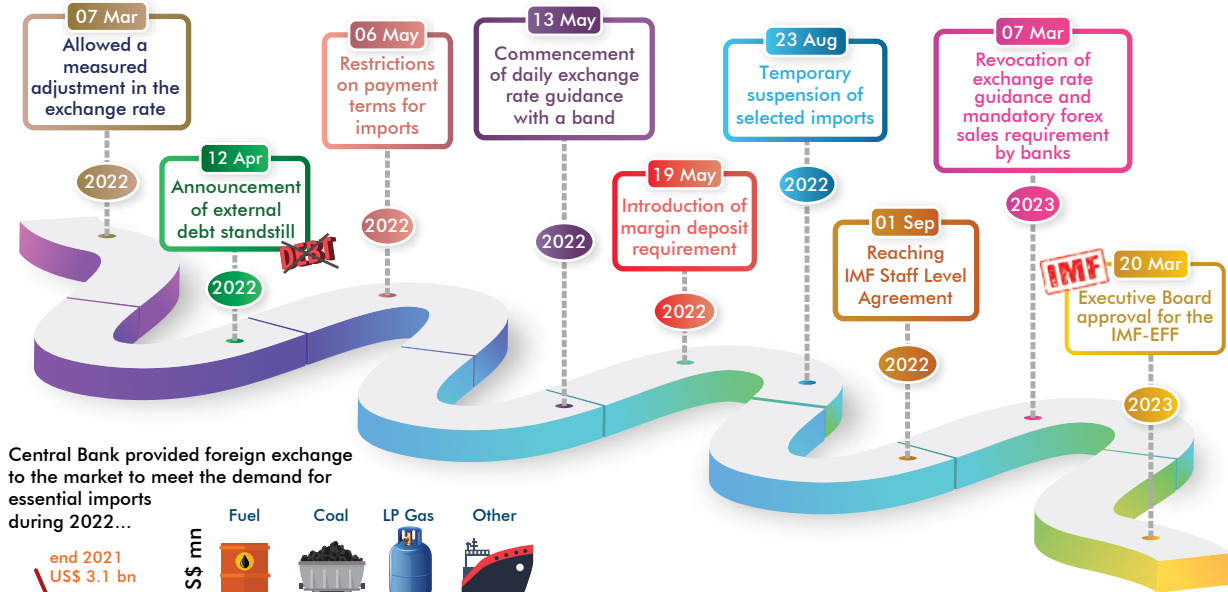 07 Mar
Allowed a
measured
adjustment in the
exchange rate
2022
12 Apr
Announcement
of external
debt standstill
DEBT
2022
06 May
Restrictions
on payment
terms for
imports
2022
13 May
Commencement
of daily exchange
rate guidance
with a band
2022
19 May
Introduction of
margin deposit
requirement
2022
23 Aug
Temporary
suspension of
selected imports
2022
01 Sep
Reaching
IMF Staff Level
Agreement
2022
07 Mar
Revocation of
exchange rate
guidance and
mandatory forex
sales requirement
by banks
2023
IMF
20 Mar
Executive Board
approval for the
IMF-EFF
2023
Central Bank provided foreign exchange
to the market to meet the demand for
essential imports
during 2022...
end 2021
US$ 3.1 bn
S$ mn
Fuel
Coal
LP Gas
Other